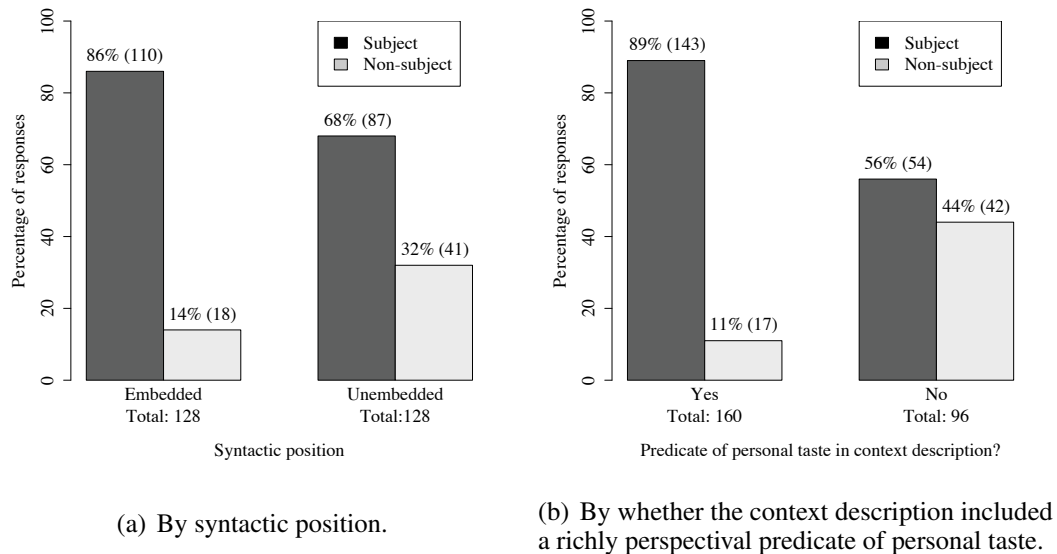 100
80
60
40
20
0
Percentage of responses
86% (110)
14% (18)
68% (87)
32% (41)
Subject
Non-subject
Embedded
Total: 128
Unembedded
Total:128
Syntactic position
(a) By syntactic position.
100
80
60
40
20
0
Percentage of responses
89% (143)
11% (17)
56% (54)
44% (42)
Subject
Non-subject
Yes
Total: 160
No
Total: 96
Predicate of personal taste in context description?
(b) By whether the context description included
a richly perspectival predicate of personal taste.